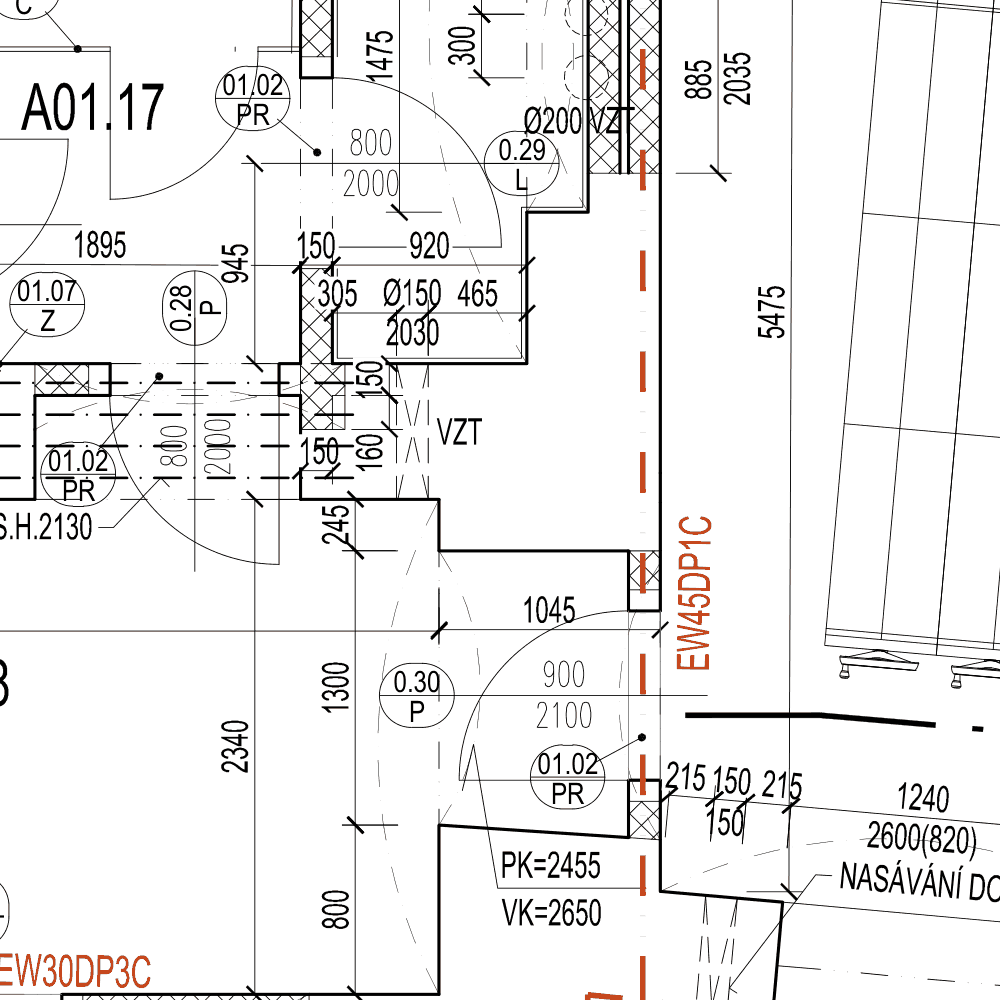 C
A01.17
01.02
PR
1475
300
800
2000
Ø200 VZT
0.29
L
885
2035
1895
945
150
920
01.07
Z
0.28
P
305
Ø150
465
2030
5475
150
160
150
VZT
800
2000
01.02
PR
S.H.2130
245
1045
EW45DP1C
1300
0.30
P
900
2100
2340
01.02
PR
215
150
215
150
1240
2600(820)
NASÁVÁNÍ DO
PK=2455
VK=2650
800
EW30DP3C